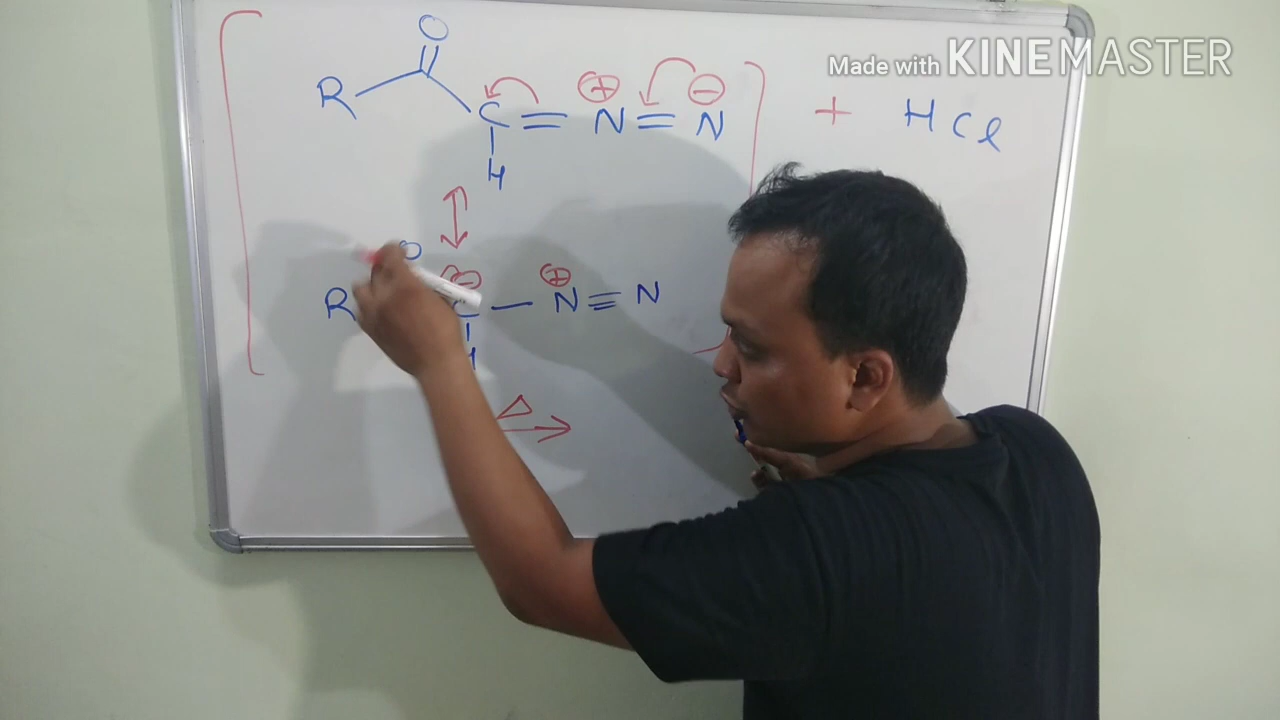 Made with KINEMASTER
O
R C = N = N + HCl
⊕ ⊖
H
O
⊖ ⊕
R C — N ≡ N
H
Δ